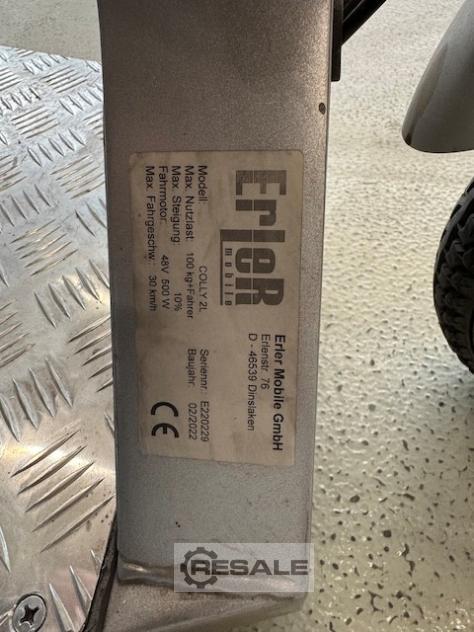 ErleR
mobile
Erler Mobile GmbH
Erlenstr. 76
D - 46539 Dinslaken
Modell: COLLY 2L
Max. Nutzlast: 100 kg+Fahrer
Max. Steigung: 10%
Fahrmotor: 48V 500 W
Max. Fahrgeschw: 30 km/h
Seriennr.: E220229
Baujahr: 02/2022
CE
RESALE